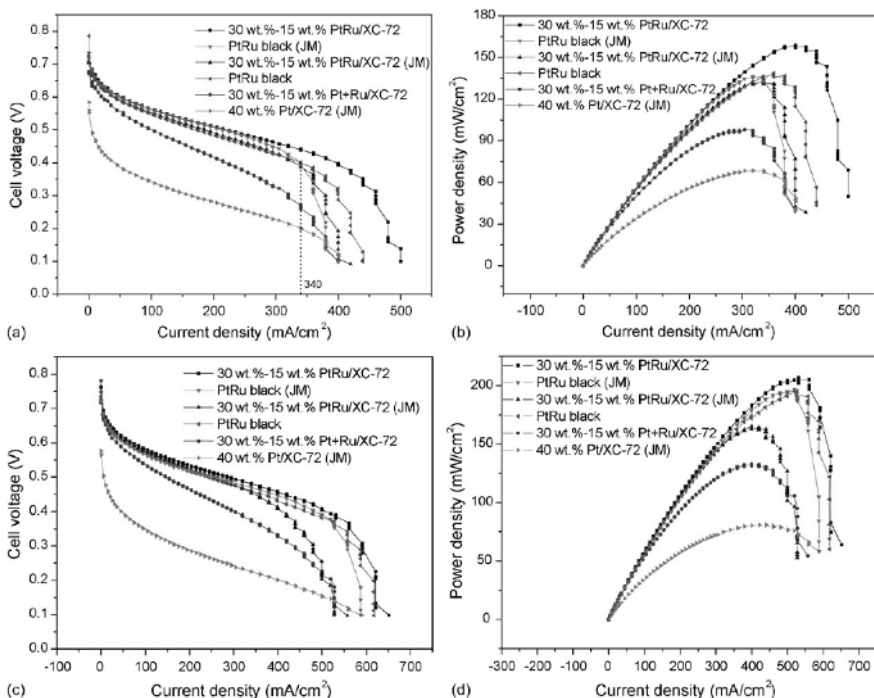 Cell voltage (V)
0.8
0.7
0.6
0.5
0.4
0.3
0.2
0.1
0.0
30 wt.%-15 wt.% PtRu/XC-72
PtRu black (JM)
30 wt.%-15 wt.% PtRu/XC-72 (JM)
PtRu black
30 wt.%-15 wt.% Pt+Ru/XC-72
40 wt.% Pt/XC-72 (JM)
340
0 100 200 300 400 500
(a)
Current density (mA/cm²)
Power density (mW/cm²)
180
150
120
90
60
30
0
30 wt.%-15 wt.% PtRu/XC-72
PtRu black (JM)
30 wt.%-15 wt.% PtRu/XC-72 (JM)
PtRu black
30 wt.%-15 wt.% Pt+Ru/XC-72
40 wt.% Pt/XC-72 (JM)
-100 0 100 200 300 400 500
(b)
Current density (mA/cm²)
Cell voltage (V)
0.8
0.7
0.6
0.5
0.4
0.3
0.2
0.1
0.0
30 wt.%-15 wt.% PtRu/XC-72
PtRu black (JM)
30 wt.%-15 wt.% PtRu/XC-72 (JM)
PtRu black
30 wt.%-15 wt.% Pt+Ru/XC-72
40 wt.% Pt/XC-72 (JM)
-100 0 100 200 300 400 500 600 700
(c)
Current density (mA/cm²)
Power density (mW/cm²)
200
150
100
50
0
30 wt.%-15 wt.% PtRu/XC-72
PtRu black (JM)
30 wt.%-15 wt.% PtRu/XC-72 (JM)
PtRu black
30 wt.%-15 wt.% Pt+Ru/XC-72
40 wt.% Pt/XC-72 (JM)
-300 -200 -100 0 100 200 300 400 500 600 700
(d)
Current density (mA/cm²)